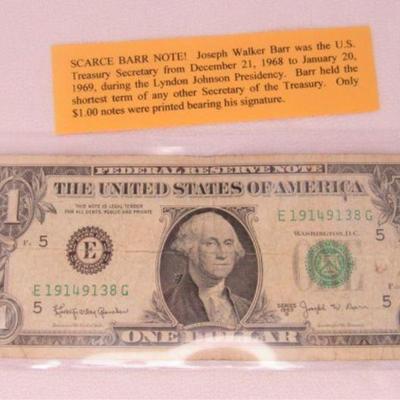 SCARCE BARR NOTE! Joseph Walker Barr was the U.S.
Treasury Secretary from December 21, 1968 to January 20,
1969, during the Lyndon Johnson Presidency. Barr held the
shortest term of any other Secretary of the Treasury. Only
$1.00 notes were printed bearing his signature.
FEDERAL RESERVE NOTE
THE UNITED STATES OF AMERICA
THIS NOTE IS LEGAL TENDER
FOR ALL DEBTS, PUBLIC AND PRIVATE
E 19149138 G
WASHINGTON, D.C.
5 E 5
E 19149138 G
5 5
SERIES
1963
B
Joseph W. Barr
ONE DOLLAR
1